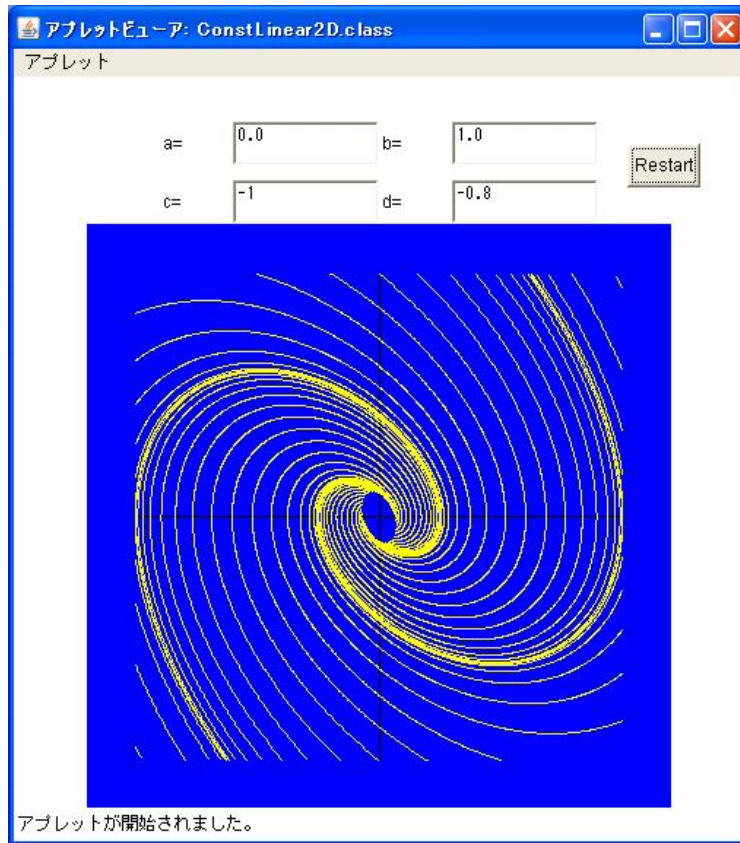 アプレットビューア: ConstLinear2D.class
アプレット
a= 0.0 b= 1.0
Restart
c= -1 d= -0.8
アプレットが開始されました。